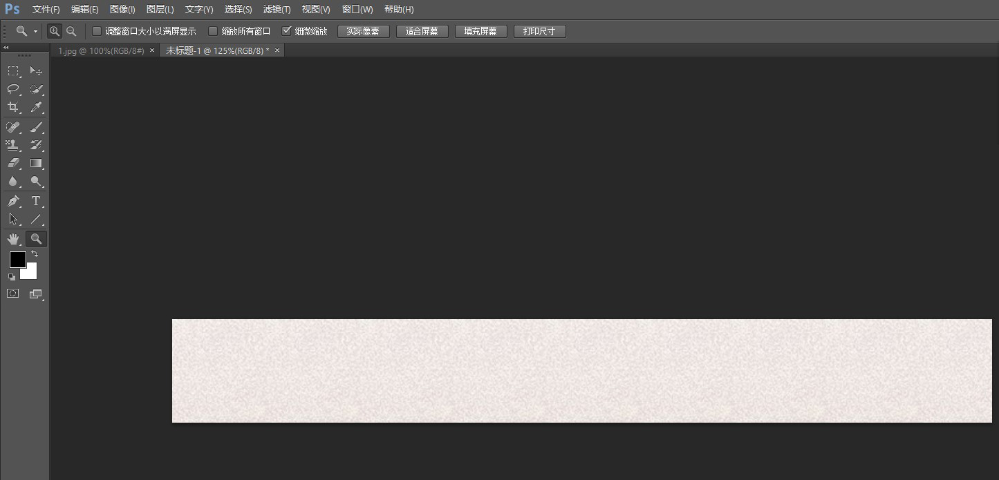 Ps 文件(F) 编辑(E) 图像(I) 图层(L) 文字(Y) 选择(S) 滤镜(T) 视图(V) 窗口(W) 帮助(H)
调整窗口大小以满屏显示 缩放所有窗口 细微缩放 实际像素 适合屏幕 填充屏幕 打印尺寸
1.jpg @ 100%(RGB/8#) × 未标题-1 @ 125%(RGB/8) * ×
T